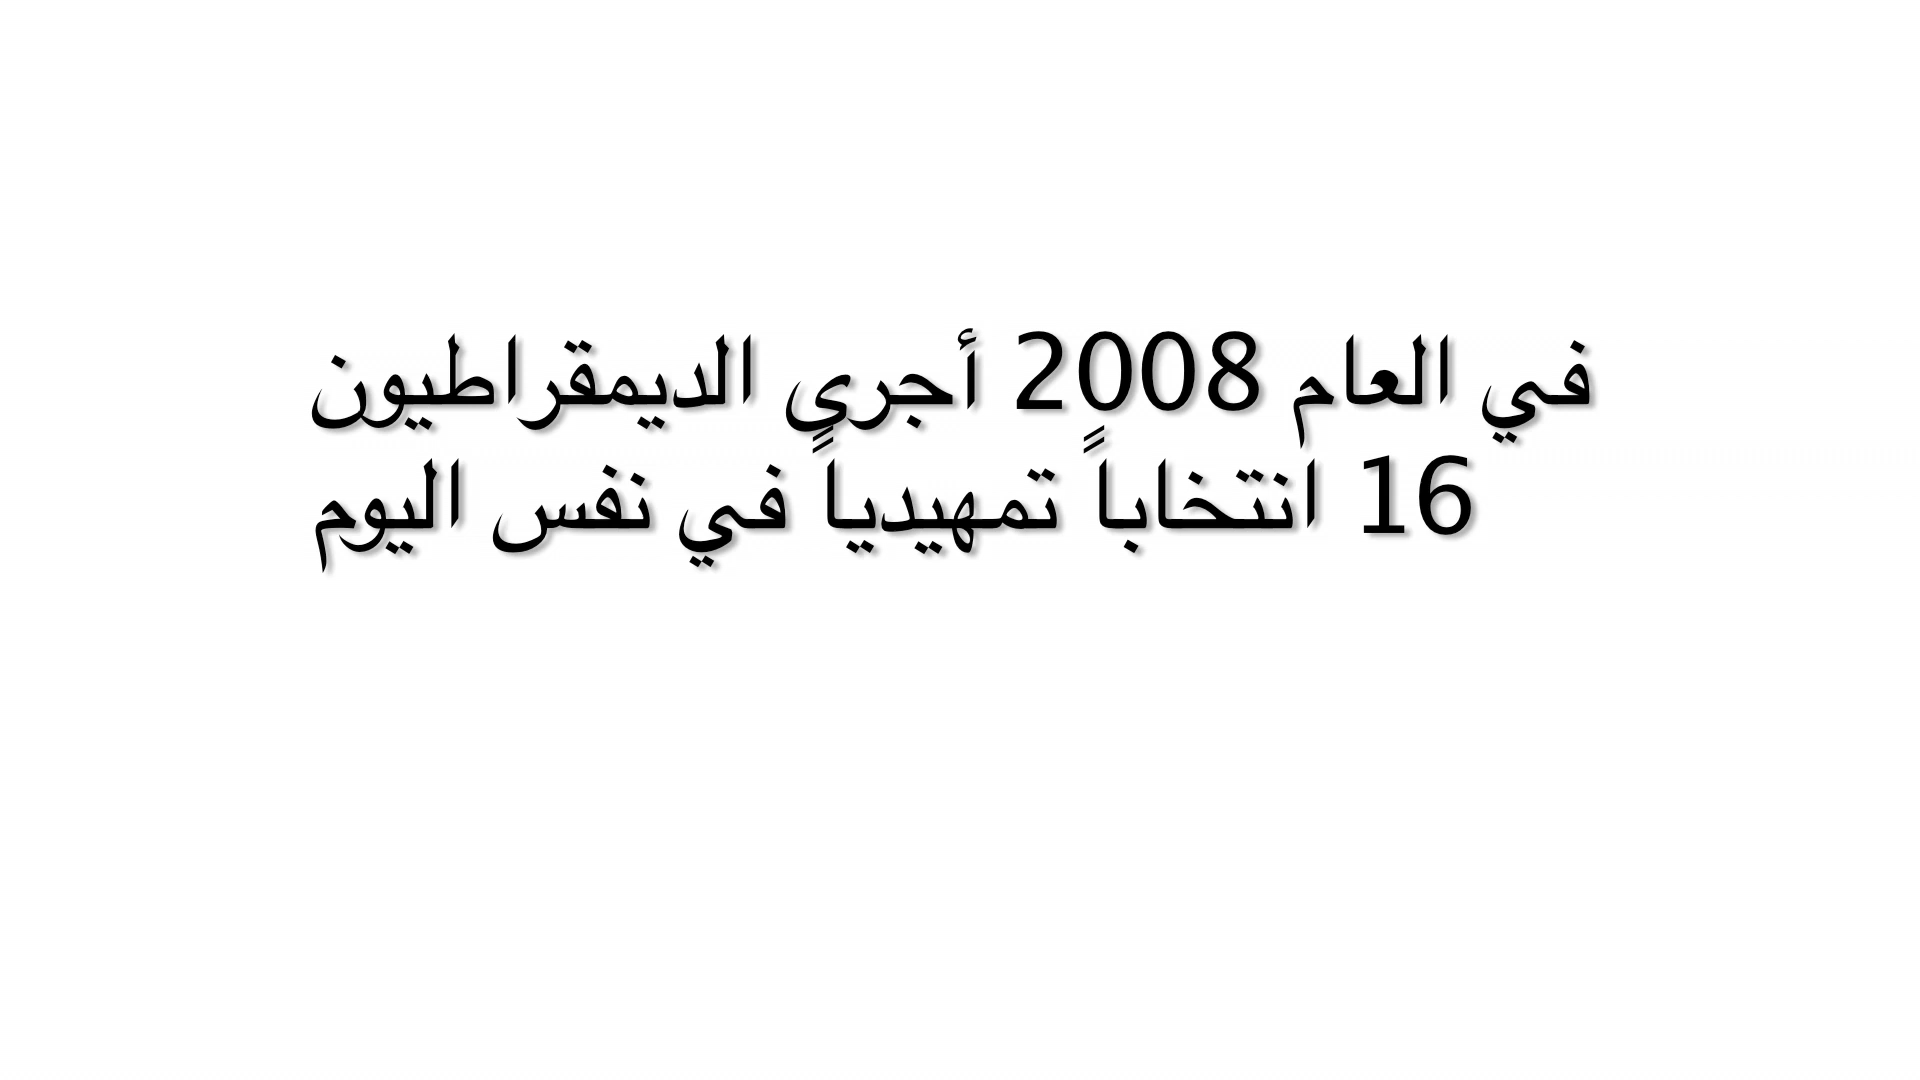 في العام 2008 أجرى الديمقراطيون
16 انتخاباً تمهيدياً في نفس اليوم